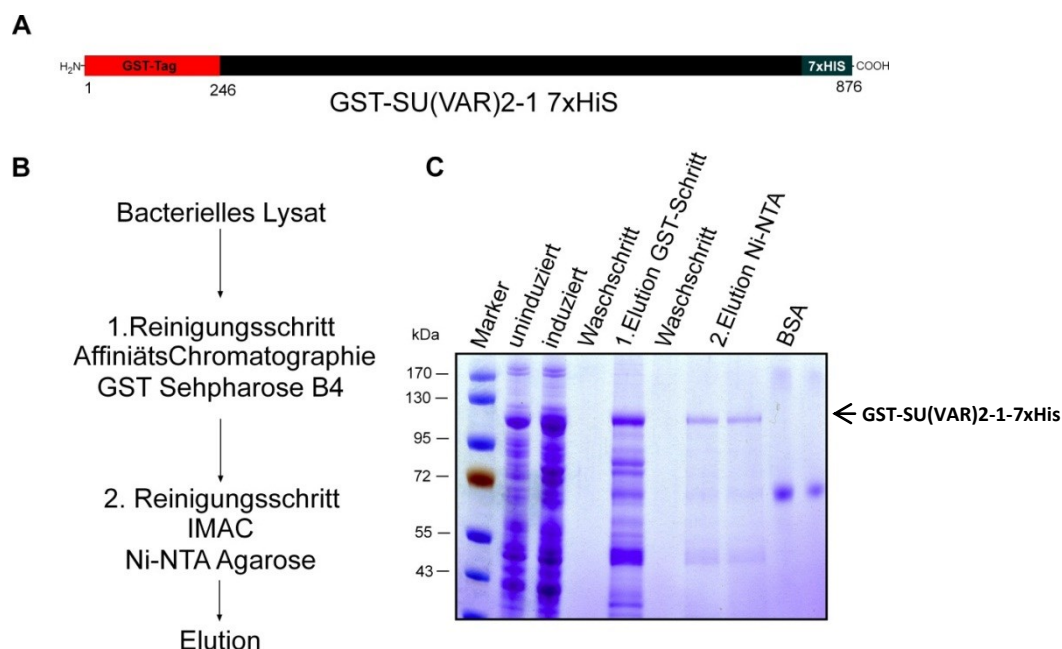 A
H₂N- GST-Tag 7xHIS -COOH
1 246 876
GST-SU(VAR)2-1 7xHiS
B
Bacterielles Lysat
1.Reinigungsschritt
AffiniätsChromatographie
GST Sehpharose B4
2. Reinigungsschritt
IMAC
Ni-NTA Agarose
Elution
C
kDa
Marker
uninduziert
induziert
Waschschritt
1.Elution GST-Schritt
Waschschritt
2.Elution Ni-NTA
BSA
170
130
95
72
55
43
GST-SU(VAR)2-1-7xHis